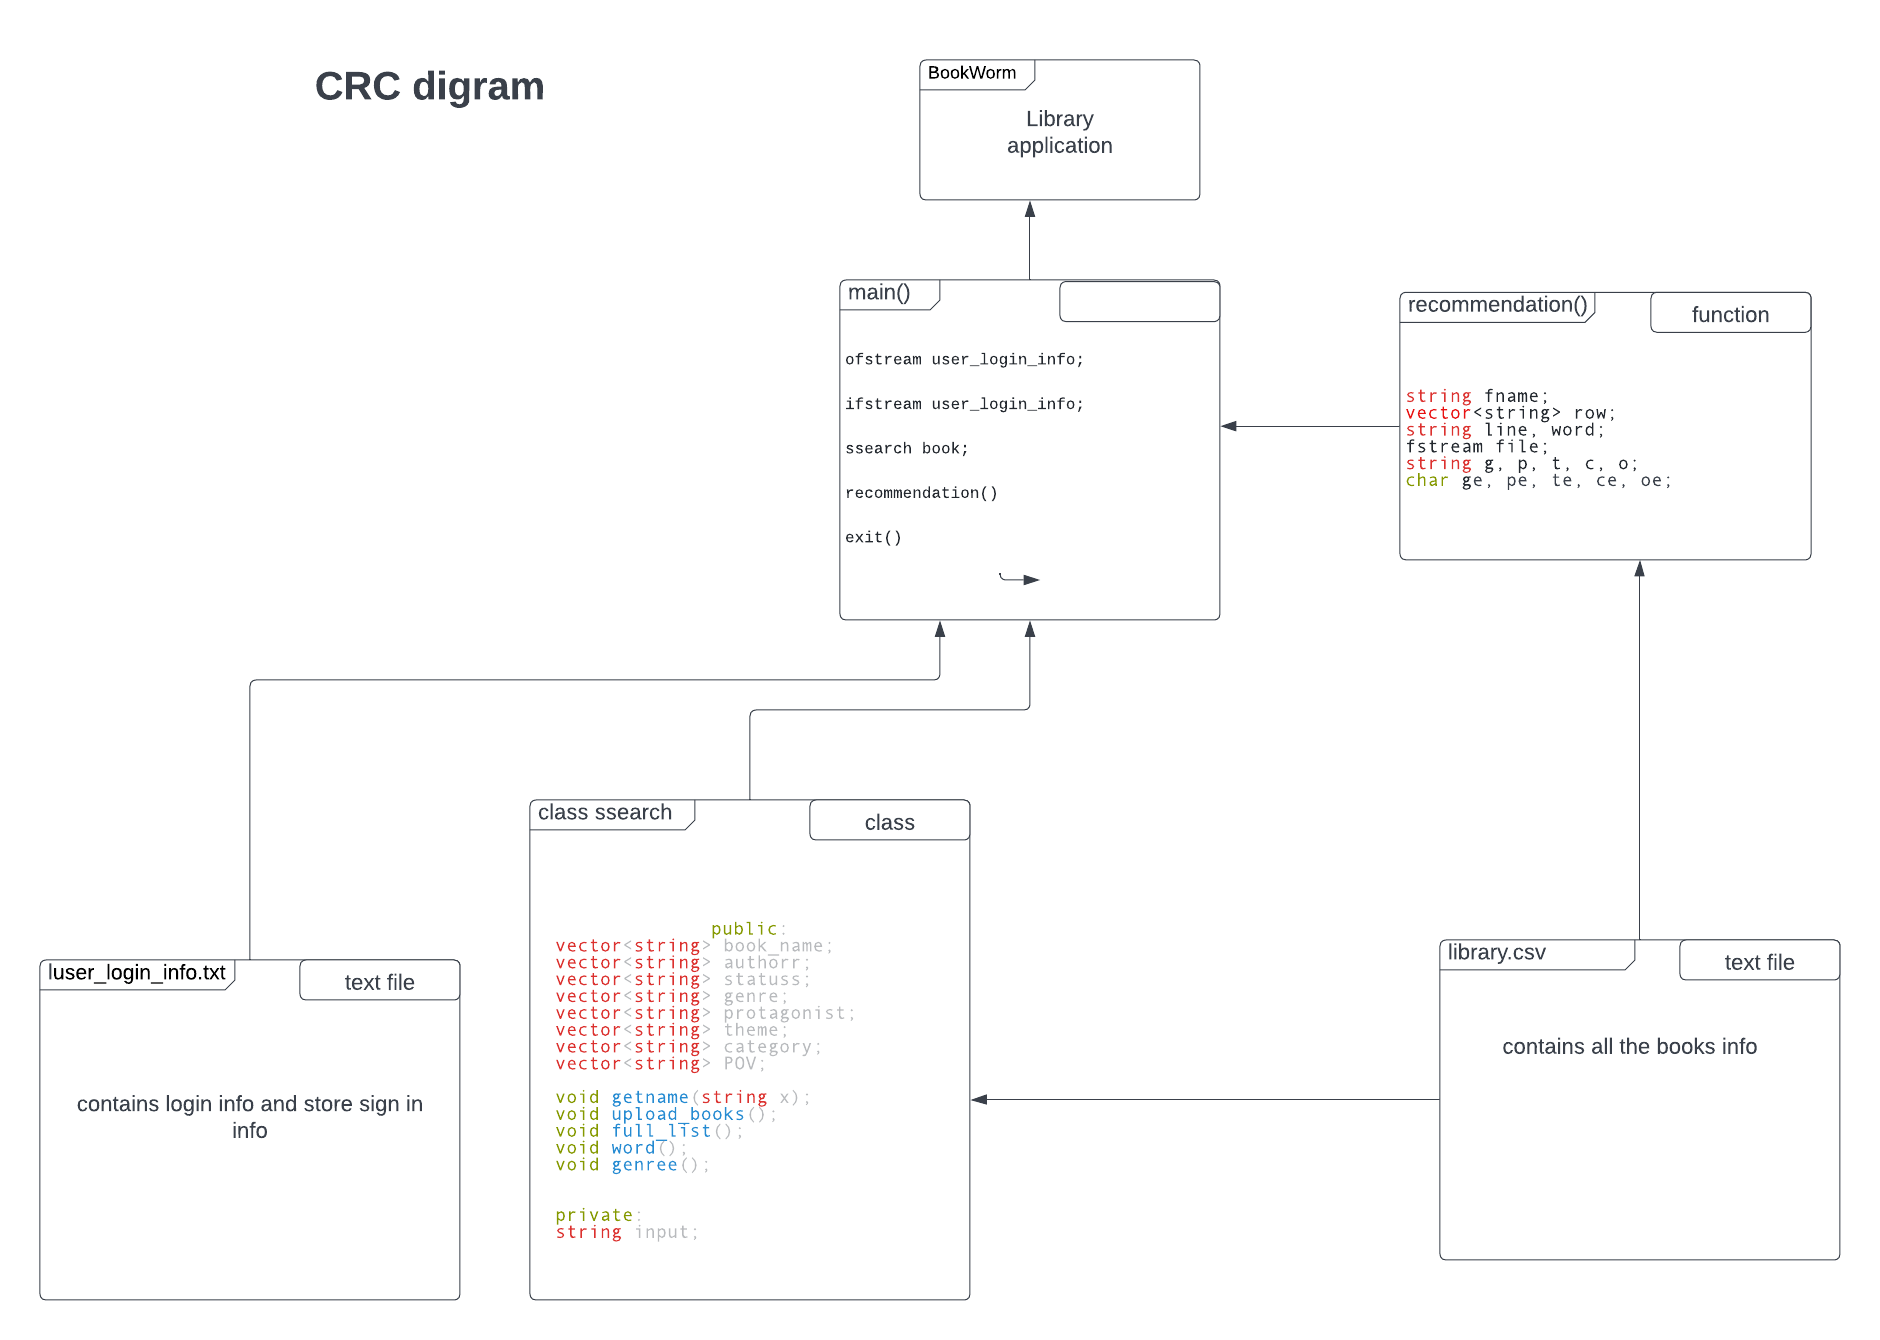 CRC digram
BookWorm
Library
application
main()
ofstream user_login_info;
ifstream user_login_info;
ssearch book;
recommendation()
exit()
recommendation()
function
string fname;
vector<string> row;
string line, word;
fstream file;
string g, p, t, c, o;
char ge, pe, te, ce, oe;
class ssearch
class
public:
vector<string> book_name;
vector<string> authorr;
vector<string> statuss;
vector<string> genre;
vector<string> protagonist;
vector<string> theme;
vector<string> category;
vector<string> POV;
void getname(string x);
void upload_books();
void full_list();
void word();
void genree();
private:
string input;
luser_login_info.txt
text file
contains login info and store sign in
info
library.csv
text file
contains all the books info